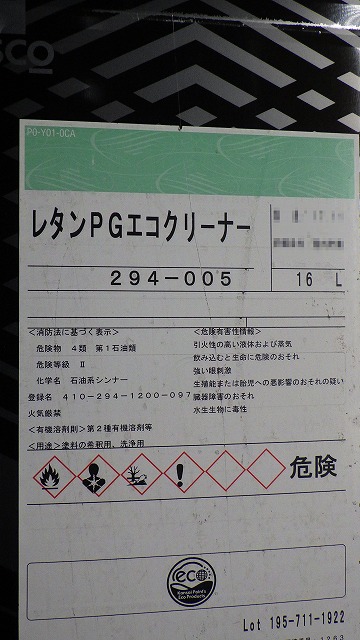 SCO
P0-Y01-0CA
レタンPGエコクリーナー
294-005
16 L
<消防法に基づく表示>
危険物 4類 第1石油類
危険等級 Ⅱ
化学名 石油系シンナー
登録名 410-294-1200-097
火気厳禁
<有機溶剤則>第2種有機溶剤等
<用途>塗料の希釈用、洗浄用
<危険有害性情報>
引火性の高い液体および蒸気
飲み込むと生命に危険のおそれ
強い眼刺激
生殖能または胎児への悪影響のおそれの疑い
臓器障害のおそれ
水生生物に毒性
危険
eco
Kansai Paint's
Eco Products
Lot 195-711-1922